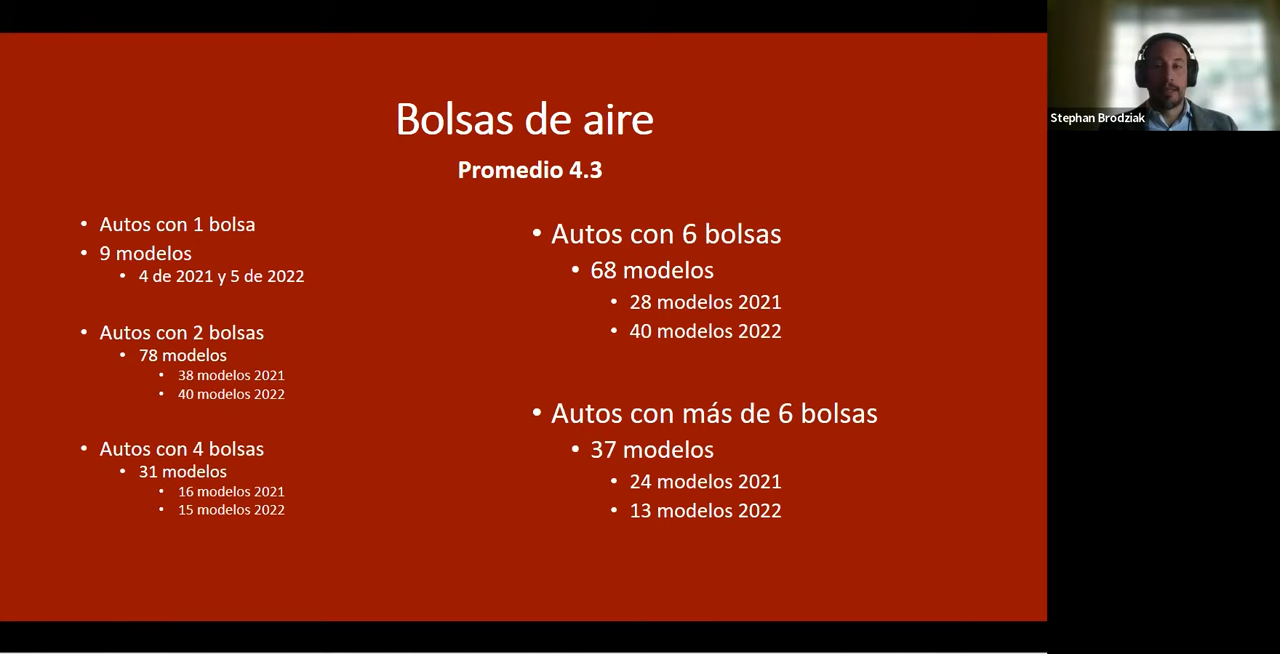 Bolsas de aire
Promedio 4.3
• Autos con 1 bolsa
• 9 modelos
• 4 de 2021 y 5 de 2022
• Autos con 2 bolsas
• 78 modelos
• 38 modelos 2021
• 40 modelos 2022
• Autos con 4 bolsas
• 31 modelos
• 16 modelos 2021
• 15 modelos 2022
• Autos con 6 bolsas
• 68 modelos
• 28 modelos 2021
• 40 modelos 2022
• Autos con más de 6 bolsas
• 37 modelos
• 24 modelos 2021
• 13 modelos 2022
Stephan Brodziak